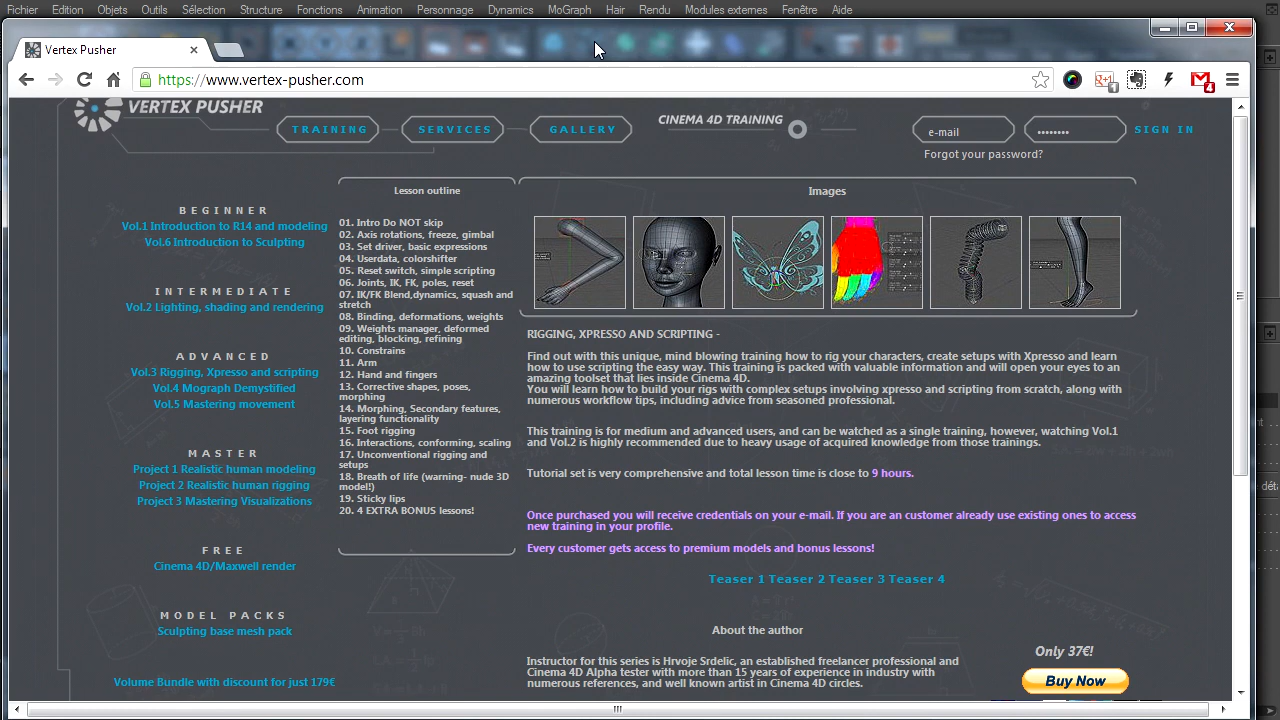 Fichier Edition Objets Outils Sélection Structure Fonctions Animation Personnage Dynamics MoGraph Hair Rendu Modules externes Fenêtre Aide
Vertex Pusher
https://www.vertex-pusher.com
VERTEX PUSHER
TRAINING SERVICES GALLERY
CINEMA 4D TRAINING
e-mail
SIGN IN
Forgot your password?
BEGINNER
Vol.1 Introduction to R14 and modeling
Vol.6 Introduction to Sculpting
INTERMEDIATE
Vol.2 Lighting, shading and rendering
ADVANCED
Vol.3 Rigging, Xpresso and scripting
Vol.4 Mograph Demystified
Vol.5 Mastering movement
MASTER
Project 1 Realistic human modeling
Project 2 Realistic human rigging
Project 3 Mastering Visualizations
FREE
Cinema 4D/Maxwell render
MODEL PACKS
Sculpting base mesh pack
Volume Bundle with discount for just 179€
Lesson outline
01. Intro Do NOT skip
02. Axis rotations, freeze, gimbal
03. Set driver, basic expressions
04. Userdata, colorshifter
05. Reset switch, simple scripting
06. Joints, IK, FK, poles, reset
07. IK/FK Blend,dynamics, squash and
stretch
08. Binding, deformations, weights
09. Weights manager, deformed
editing, blocking, refining
10. Constrains
11. Arm
12. Hand and fingers
13. Corrective shapes, poses,
morphing
14. Morphing, Secondary features,
layering functionality
15. Foot rigging
16. Interactions, conforming, scaling
17. Unconventional rigging and
setups
18. Breath of life (warning- nude 3D
model!)
19. Sticky lips
20. 4 EXTRA BONUS lessons!
Images
RIGGING, XPRESSO AND SCRIPTING -
Find out with this unique, mind blowing training how to rig your characters, create setups with Xpresso and learn
how to use scripting the easy way. This training is packed with valuable information and will open your eyes to an
amazing toolset that lies inside Cinema 4D.
You will learn how to build your rigs with complex setups involving xpresso and scripting from scratch, along with
numerous workflow tips, including advice from seasoned professional.
This training is for medium and advanced users, and can be watched as a single training, however, watching Vol.1
and Vol.2 is highly recommended due to heavy usage of acquired knowledge from those trainings.
Tutorial set is very comprehensive and total lesson time is close to 9 hours.
Once purchased you will receive credentials on your e-mail. If you are an customer already use existing ones to access
new training in your profile.
Every customer gets access to premium models and bonus lessons!
Teaser 1 Teaser 2 Teaser 3 Teaser 4
About the author
Instructor for this series is Hrvoje Srdelic, an established freelancer professional and
Cinema 4D Alpha tester with more than 15 years of experience in industry with
numerous references, and well known artist in Cinema 4D circles.
Only 37€!
Buy Now